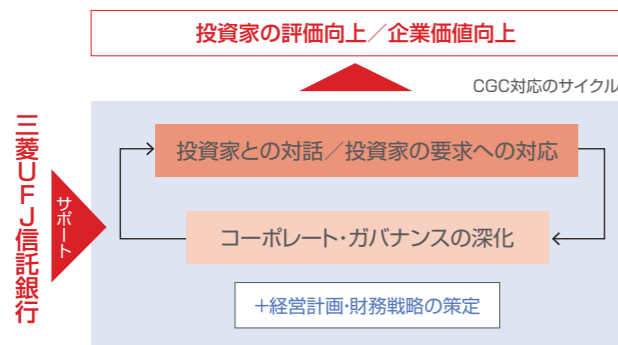 投資家の評価向上／企業価値向上
CGC対応のサイクル
三菱UFJ信託銀行
サポート
投資家との対話／投資家の要求への対応
コーポレート・ガバナンスの深化
＋経営計画・財務戦略の策定